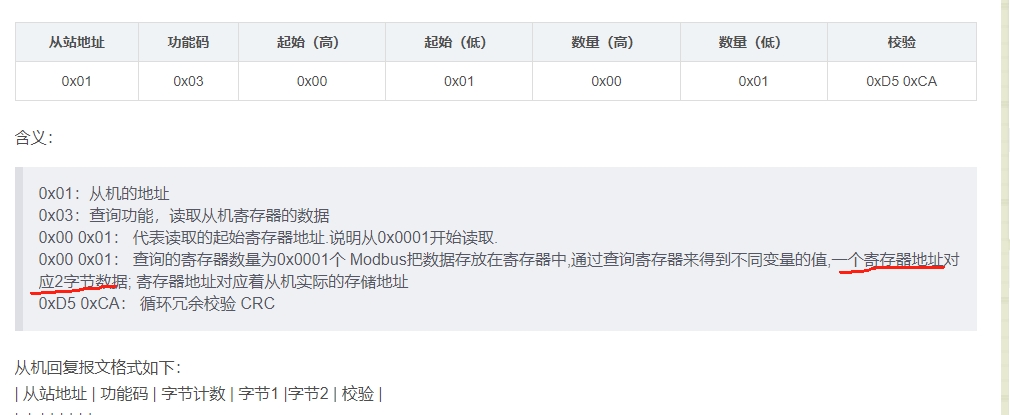 从站地址 功能码 起始（高） 起始（低） 数量（高） 数量（低） 校验
0x01 0x03 0x00 0x01 0x00 0x01 0xD5 0xCA
含义：
0x01：从机的地址
0x03：查询功能，读取从机寄存器的数据
0x00 0x01： 代表读取的起始寄存器地址.说明从0x0001开始读取.
0x00 0x01： 查询的寄存器数量为0x0001个 Modbus把数据存放在寄存器中,通过查询寄存器来得到不同变量的值,一个寄存器地址对
应2字节数据; 寄存器地址对应着从机实际的存储地址
0xD5 0xCA： 循环冗余校验 CRC
从机回复报文格式如下：
| 从站地址 | 功能码 | 字节计数 | 字节1 |字节2 | 校验 |